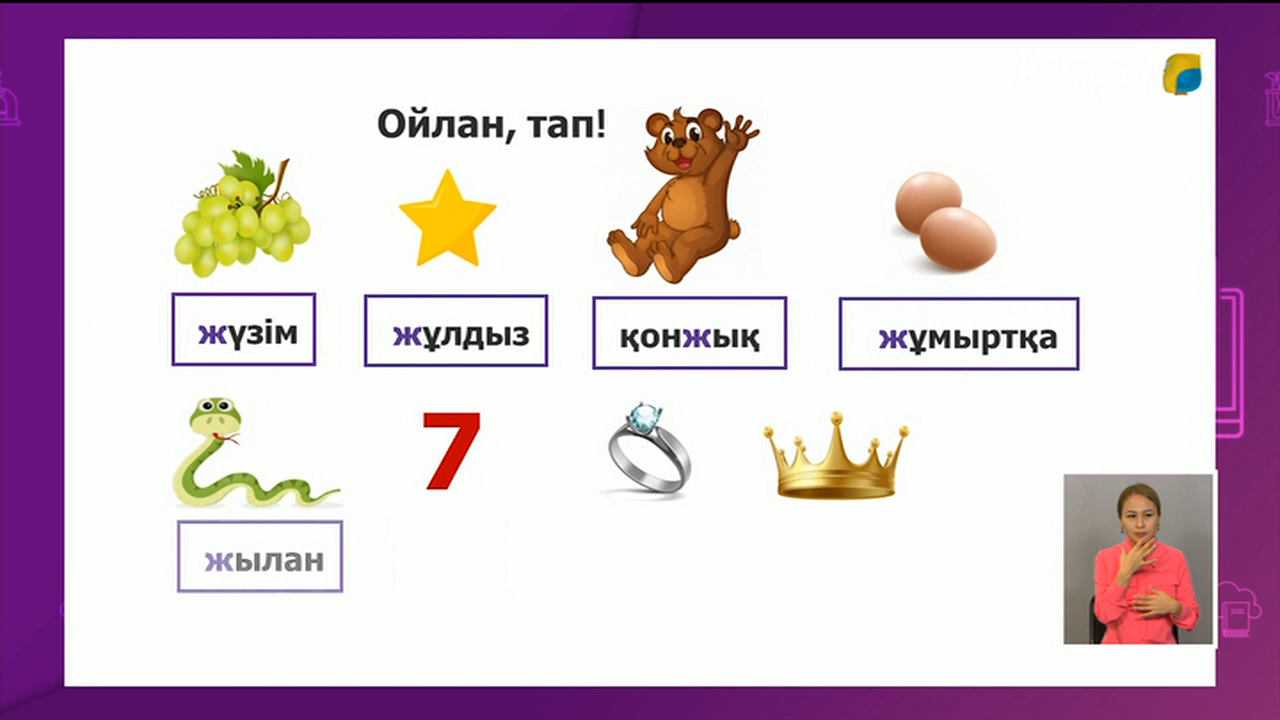 Ойлан, тап!
жүзім
жұлдыз
қонжық
жұмыртқа
7
жылан